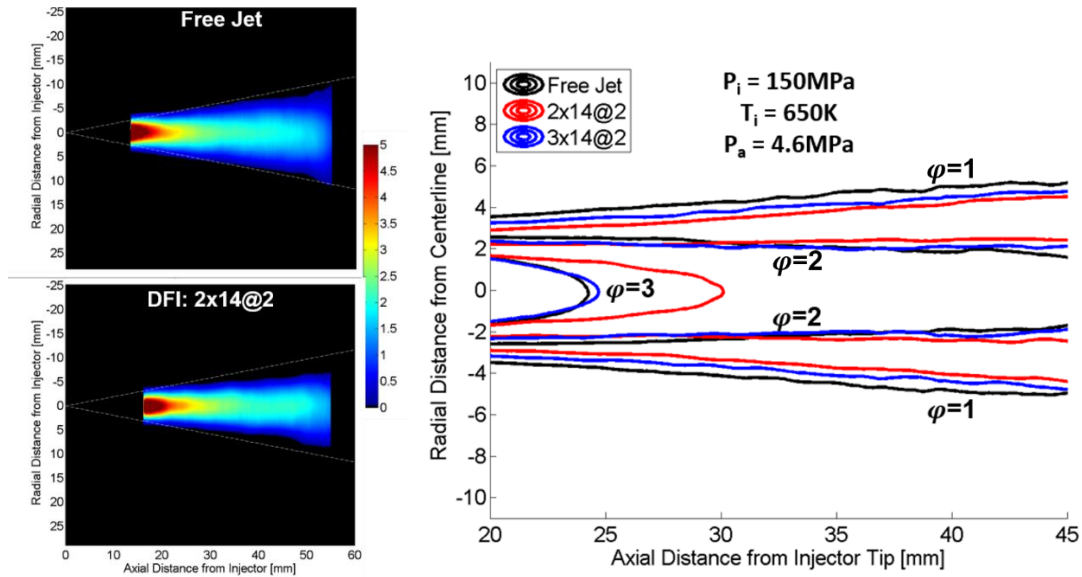 Free Jet
-25
-20
-15
-10
-5
0
5
10
15
20
25
Radial Distance from Injector [mm]
DFI: 2x14@2
-25
-20
-15
-10
-5
0
5
10
15
20
25
Radial Distance from Injector [mm]
0 10 20 30 40 50 60
Axial Distance from Injector [mm]
5
4.5
4
3.5
3
2.5
2
1.5
1
0.5
0
Free Jet
2x14@2
3x14@2
P_i = 150MPa
T_i = 650K
P_a = 4.6MPa
φ=1
φ=2
φ=3
φ=2
φ=1
10
8
6
4
2
0
-2
-4
-6
-8
-10
Radial Distance from Centerline [mm]
20 25 30 35 40 45
Axial Distance from Injector Tip [mm]